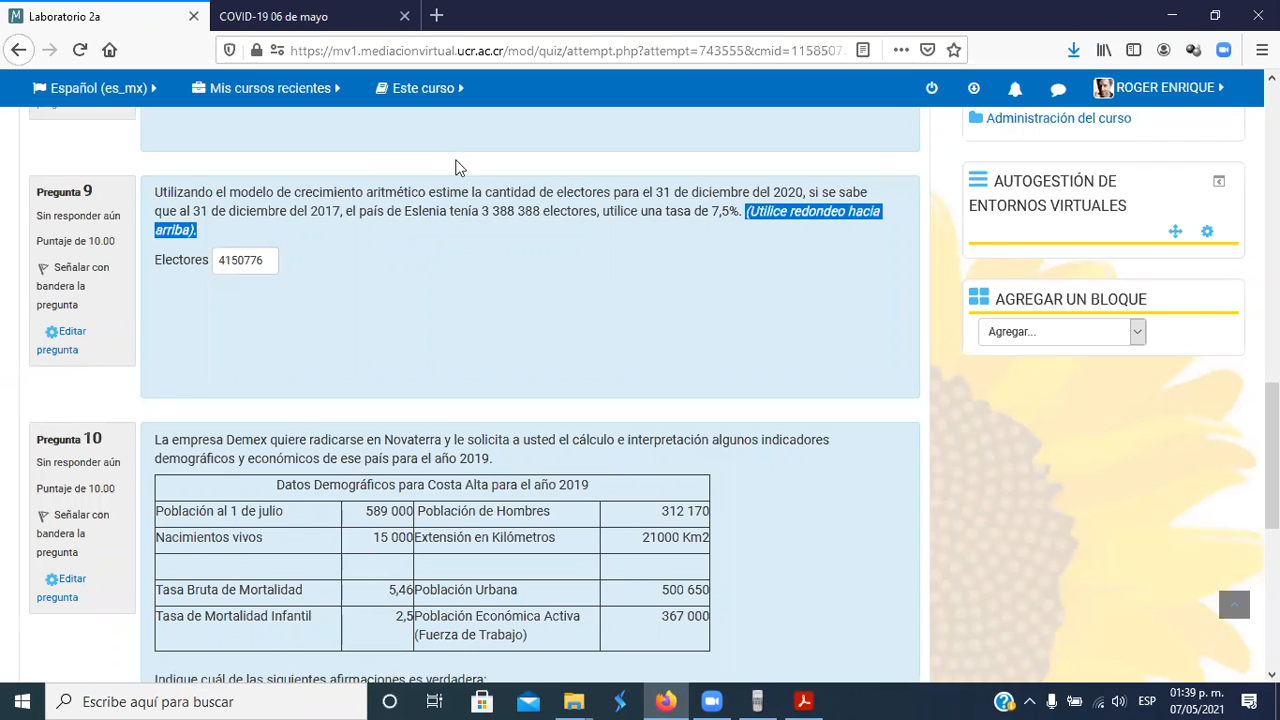 Laboratorio 2a
COVID-19 06 de mayo
https://mv1.mediacionvirtual.ucr.ac.cr/mod/quiz/attempt.php?attempt=743555&cmid=1158507
Español (es_mx)
Mis cursos recientes
Este curso
ROGER ENRIQUE
Administración del curso
Pregunta 9
Sin responder aún
Puntaje de 10.00
Señalar con
bandera la
pregunta
Editar
pregunta
Utilizando el modelo de crecimiento aritmético estime la cantidad de electores para el 31 de diciembre del 2020, si se sabe
que al 31 de diciembre del 2017, el país de Eslenia tenía 3 388 388 electores, utilice una tasa de 7,5%. (Utilice redondeo hacia
arriba).
Electores 4150776
AUTOGESTIÓN DE
ENTORNOS VIRTUALES
AGREGAR UN BLOQUE
Agregar...
Pregunta 10
Sin responder aún
Puntaje de 10.00
Señalar con
bandera la
pregunta
Editar
pregunta
La empresa Demex quiere radicarse en Novaterra y le solicita a usted el cálculo e interpretación algunos indicadores
demográficos y económicos de ese país para el año 2019.
Datos Demográficos para Costa Alta para el año 2019
Población al 1 de julio 589 000 Población de Hombres 312 170
Nacimientos vivos 15 000 Extensión en Kilómetros 21000 Km2
Tasa Bruta de Mortalidad 5,46 Población Urbana 500 650
Tasa de Mortalidad Infantil 2,5 Población Económica Activa 367 000
(Fuerza de Trabajo)
Indique cuál de las siguientes afirmaciones es verdadera:
Escribe aquí para buscar
ESP
01:39 p. m.
07/05/2021